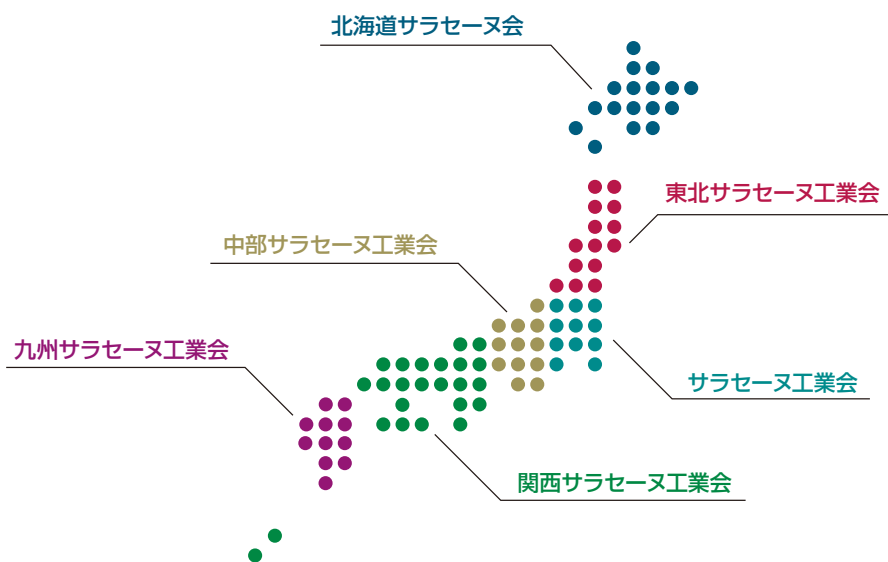 北海道サラセーヌ会
東北サラセーヌ工業会
中部サラセーヌ工業会
九州サラセーヌ工業会
サラセーヌ工業会
関西サラセーヌ工業会